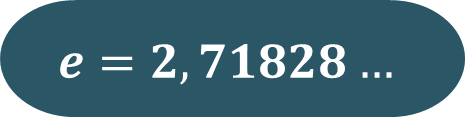 e = 2,71828 ...